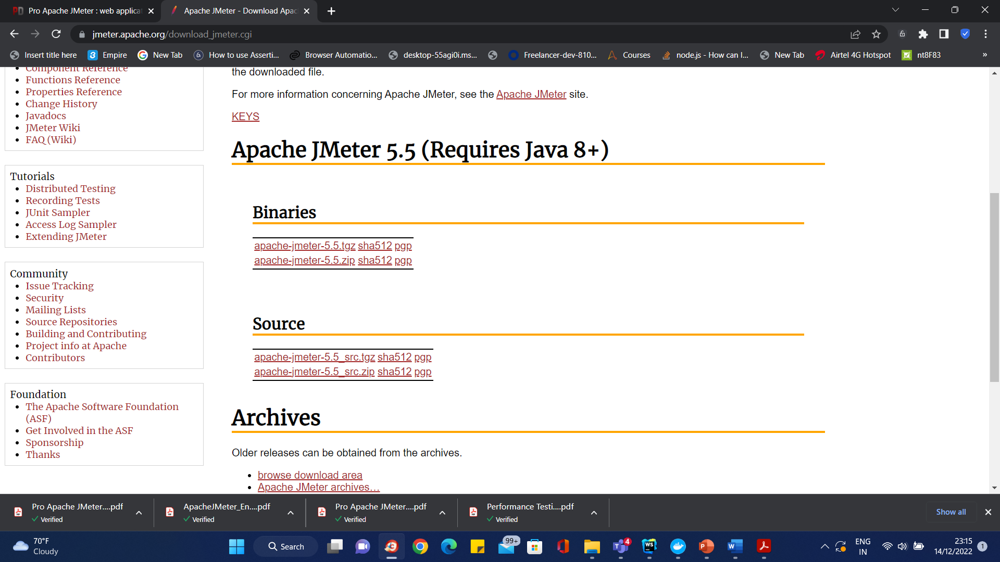 Pro Apache JMeter : web applicat
Apache JMeter - Download Apac
jmeter.apache.org/download_jmeter.cgi
Insert title here
Empire
New Tab
How to use Asserti...
Browser Automatio...
desktop-55agi0i.ms...
Freelancer-dev-810...
Courses
node.js - How can I...
New Tab
Airtel 4G Hotspot
nt8F83
»
Component Reference
Functions Reference
Properties Reference
Change History
Javadocs
JMeter Wiki
FAQ (Wiki)
Tutorials
Distributed Testing
Recording Tests
JUnit Sampler
Access Log Sampler
Extending JMeter
Community
Issue Tracking
Security
Mailing Lists
Source Repositories
Building and Contributing
Project info at Apache
Contributors
Foundation
The Apache Software Foundation
(ASF)
Get Involved in the ASF
Sponsorship
Thanks
the downloaded file.
For more information concerning Apache JMeter, see the Apache JMeter site.
KEYS
Apache JMeter 5.5 (Requires Java 8+)
Binaries
apache-jmeter-5.5.tgz sha512 pgp
apache-jmeter-5.5.zip sha512 pgp
Source
apache-jmeter-5.5_src.tgz sha512 pgp
apache-jmeter-5.5_src.zip sha512 pgp
Archives
Older releases can be obtained from the archives.
browse download area
Apache JMeter archives…
Pro Apache JMeter....pdf
Verified
ApacheJMeter_En....pdf
Verified
Pro Apache JMeter....pdf
Verified
Performance Testi....pdf
Verified
Show all
70°F
Cloudy
Search
99+
4
WS
ENG
IN
23:15
14/12/2022
1